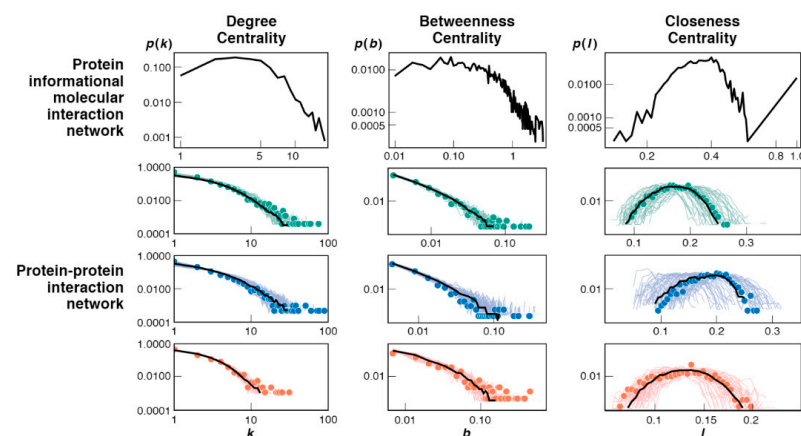 Degree Centrality
Betweenness Centrality
Closeness Centrality
Protein informational molecular interaction network
p(k)
0.100
0.010
0.001
1 5 10
p(b)
0.0100
0.0010
0.0005
0.01 0.10 1
p(l)
0.0100
0.0010
0.0005
0.2 0.4 0.8 1.0
Protein-protein interaction network
1.0000
0.0100
0.0001
1 10 100
0.01
0.01 0.10
0.01
0.1 0.2 0.3
1.0000
0.0100
0.0001
1 10 100
0.01
0.01 0.10
0.01
0.1 0.2 0.3
1.0000
0.0100
0.0001
1 10 100
k
0.01
0.01 0.10
b
0.01
0.1 0.2
l